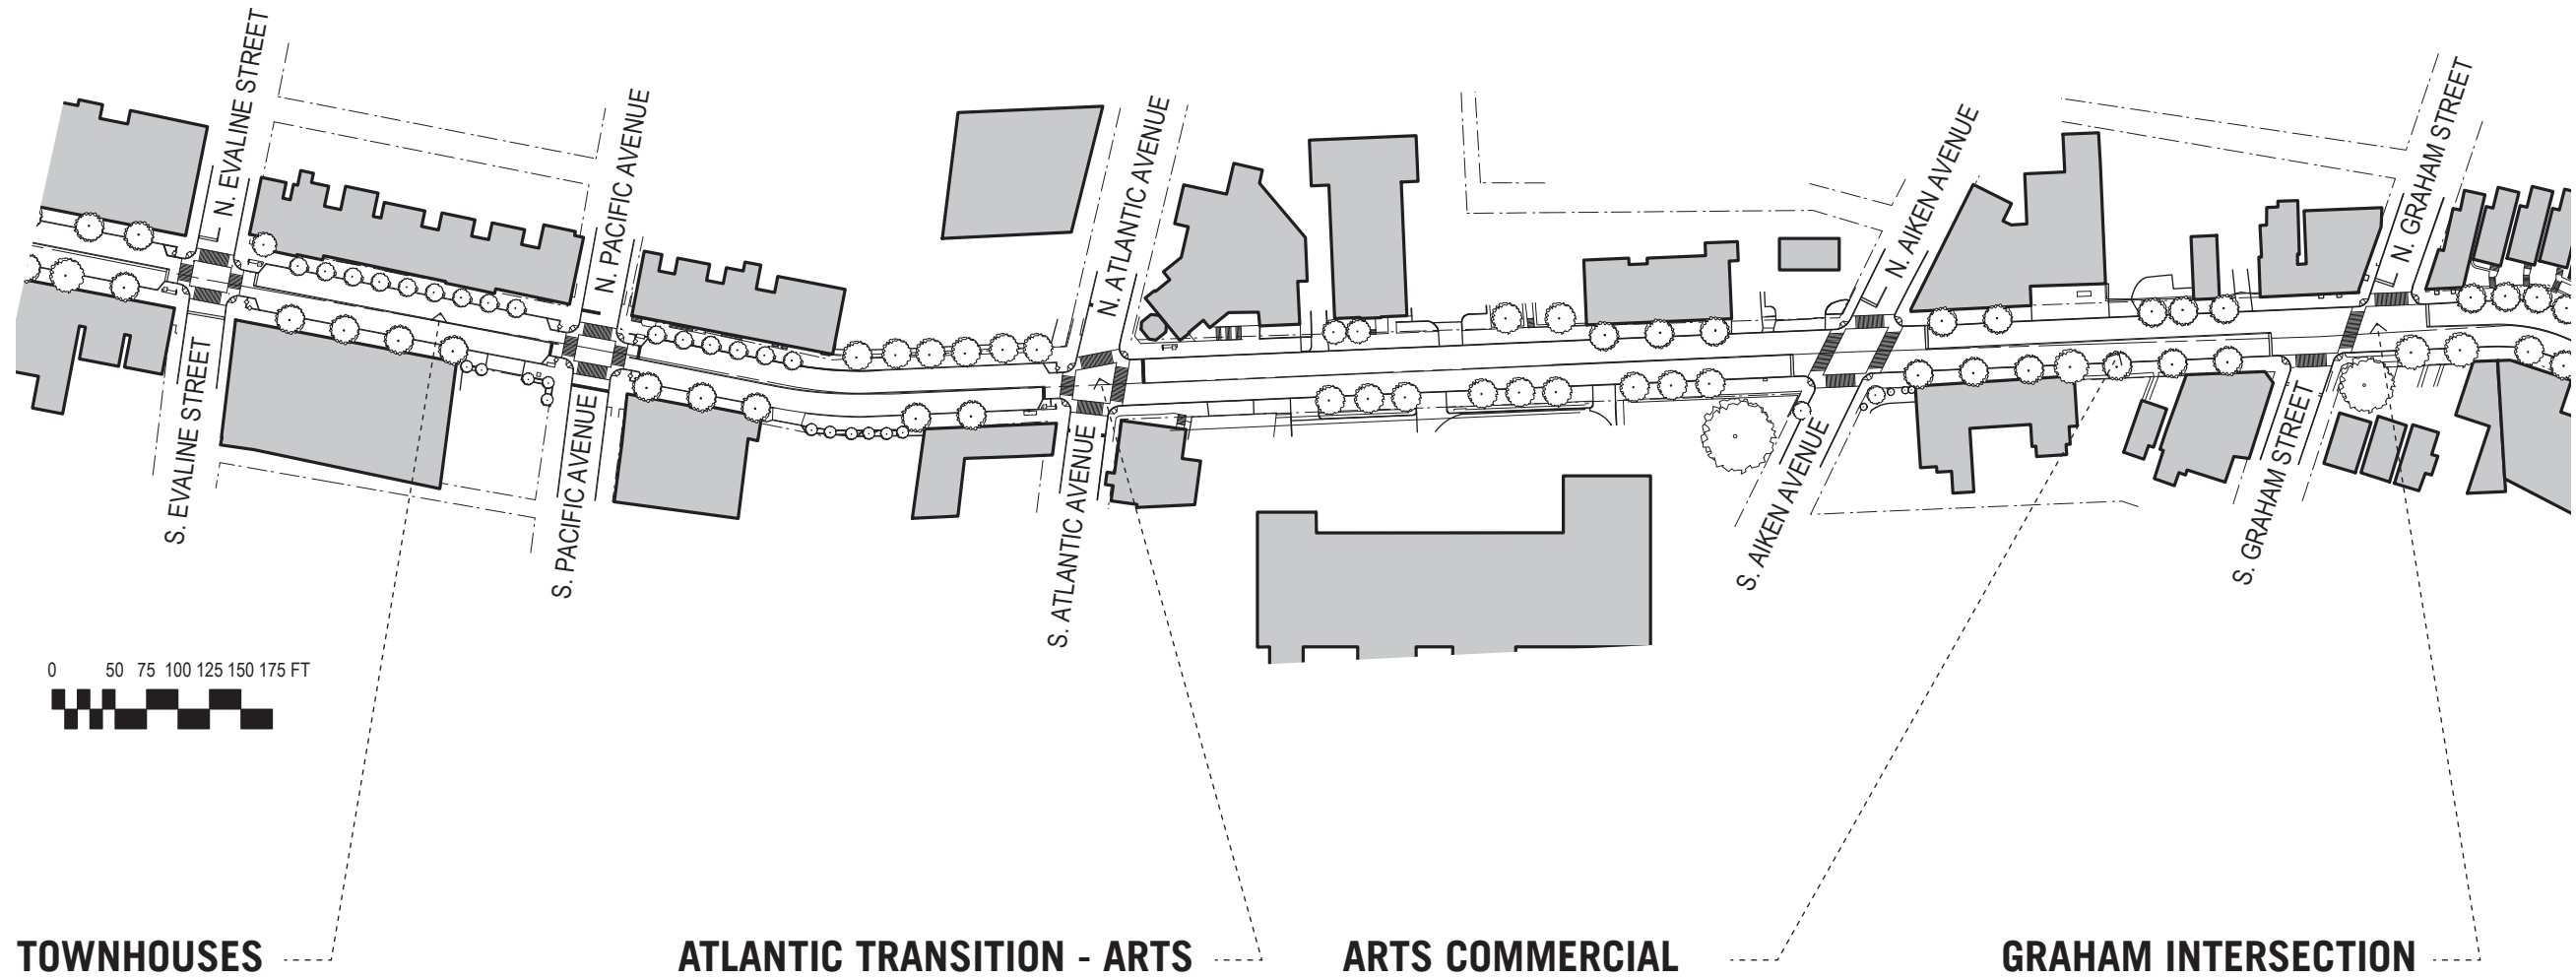 N. EVALINE STREET
N. PACIFIC AVENUE
N. ATLANTIC AVENUE
N. AIKEN AVENUE
N. GRAHAM STREET
S. EVALINE STREET
S. PACIFIC AVENUE
S. ATLANTIC AVENUE
S. AIKEN AVENUE
S. GRAHAM STREET
0 50 75 100 125 150 175 FT
TOWNHOUSES
ATLANTIC TRANSITION - ARTS
ARTS COMMERCIAL
GRAHAM INTERSECTION